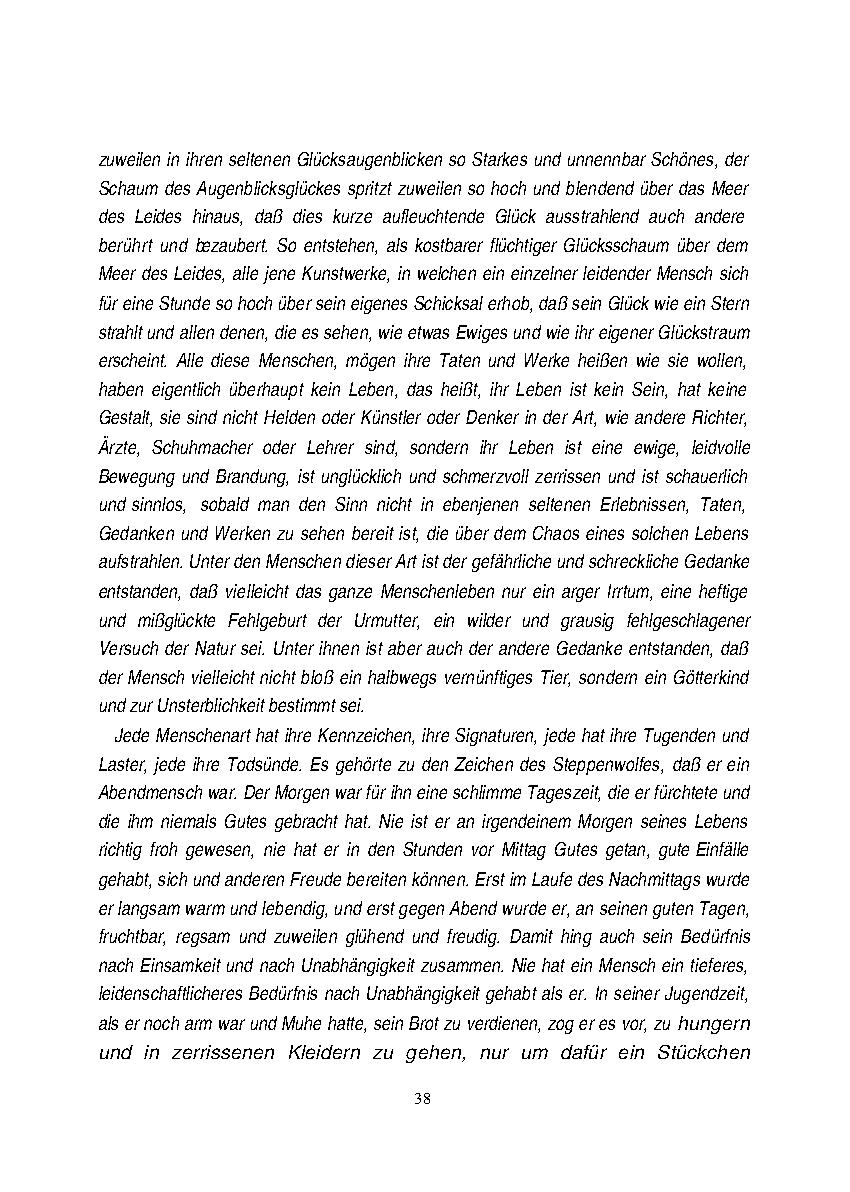 zuweilen in ihren seltenen Glücksaugenblicken so Starkes und unnennbar Schönes, der
Schaum des Augenblicksglückes spritzt zuweilen so hoch und blendend über das Meer
des Leides hinaus, daß dies kurze aufleuchtende Glück ausstrahlend auch andere
berührt und bezaubert. So entstehen, als kostbarer flüchtiger Glücksschaum über dem
Meer des Leides, alle jene Kunstwerke, in welchen ein einzelner leidender Mensch sich
für eine Stunde so hoch über sein eigenes Schicksal erhob, daß sein Glück wie ein Stern
strahlt und allen denen, die es sehen, wie etwas Ewiges und wie ihr eigener Glückstraum
erscheint. Alle diese Menschen, mögen ihre Taten und Werke heißen wie sie wollen,
haben eigentlich überhaupt kein Leben, das heißt, ihr Leben ist kein Sein, hat keine
Gestalt, sie sind nicht Helden oder Künstler oder Denker in der Art, wie andere Richter,
Ärzte, Schuhmacher oder Lehrer sind, sondern ihr Leben ist eine ewige, leidvolle
Bewegung und Brandung, ist unglücklich und schmerzvoll zerrissen und ist schauerlich
und sinnlos, sobald man den Sinn nicht in ebenjenen seltenen Erlebnissen, Taten,
Gedanken und Werken zu sehen bereit ist, die über dem Chaos eines solchen Lebens
aufstrahlen. Unter den Menschen dieser Art ist der gefährliche und schreckliche Gedanke
entstanden, daß vielleicht das ganze Menschenleben nur ein arger Irrtum, eine heftige
und mißglückte Fehlgeburt der Urmutter, ein wilder und grausig fehlgeschlagener
Versuch der Natur sei. Unter ihnen ist aber auch der andere Gedanke entstanden, daß
der Mensch vielleicht nicht bloß ein halbwegs vernünftiges Tier, sondern ein Götterkind
und zur Unsterblichkeit bestimmt sei.
Jede Menschenart hat ihre Kennzeichen, ihre Signaturen, jede hat ihre Tugenden und
Laster, jede ihre Todsünde. Es gehörte zu den Zeichen des Steppenwolfes, daß er ein
Abendmensch war. Der Morgen war für ihn eine schlimme Tageszeit, die er fürchtete und
die ihm niemals Gutes gebracht hat. Nie ist er an irgendeinem Morgen seines Lebens
richtig froh gewesen, nie hat er in den Stunden vor Mittag Gutes getan, gute Einfälle
gehabt, sich und anderen Freude bereiten können. Erst im Laufe des Nachmittags wurde
er langsam warm und lebendig, und erst gegen Abend wurde er, an seinen guten Tagen,
fruchtbar, regsam und zuweilen glühend und freudig. Damit hing auch sein Bedürfnis
nach Einsamkeit und nach Unabhängigkeit zusammen. Nie hat ein Mensch ein tieferes,
leidenschaftlicheres Bedürfnis nach Unabhängigkeit gehabt als er. In seiner Jugendzeit,
als er noch arm war und Muhe hatte, sein Brot zu verdienen, zog er es vor, zu hungern
und in zerrissenen Kleidern zu gehen, nur um dafür ein Stückchen
38